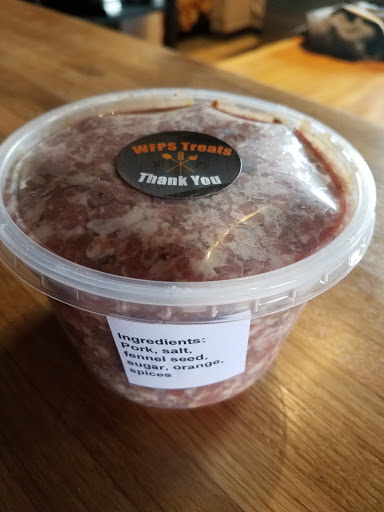 WFPS Treats
Thank You
Ingredients:
Pork, salt,
fennel seed,
sugar, orange,
spices